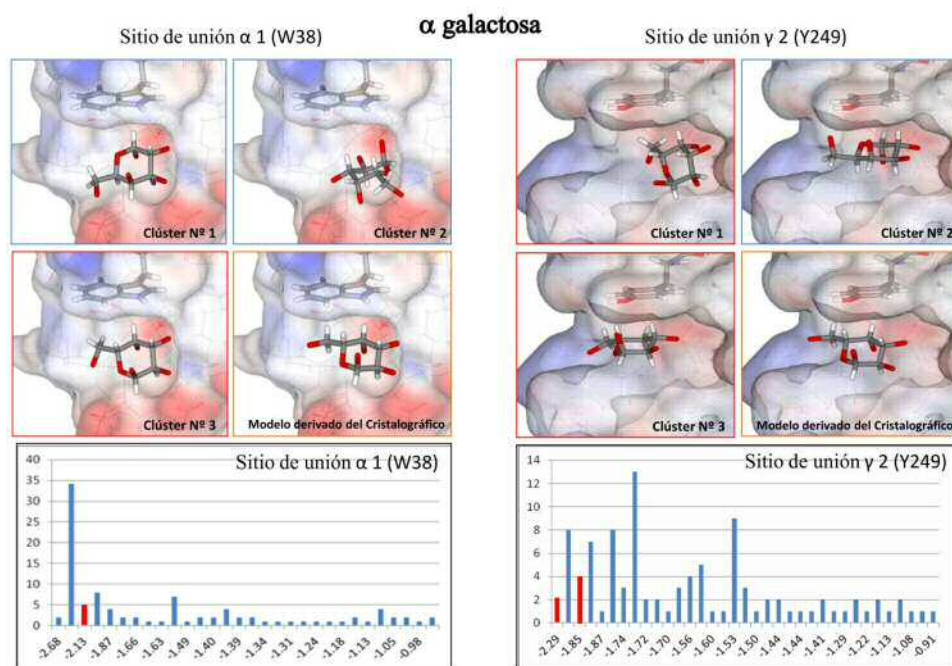 α galactosa
Sitio de unión α 1 (W38)
Sitio de unión γ 2 (Y249)
Clúster Nº 1
Clúster Nº 2
Clúster Nº 1
Clúster Nº 2
Clúster Nº 3
Modelo derivado del Cristalográfico
Clúster Nº 3
Modelo derivado del Cristalográfico
Sitio de unión α 1 (W38)
40
35
30
25
20
15
10
5
0
-2.68 -2.13 -1.87 -1.66 -1.63 -1.49 -1.40 -1.39 -1.34 -1.31 -1.24 -1.18 -1.13 -1.05 -0.98
Sitio de unión γ 2 (Y249)
14
12
10
8
6
4
2
0
-2.29 -1.85 -1.87 -1.74 -1.72 -1.70 -1.56 -1.60 -1.53 -1.44 -1.44 -1.41 -1.29 -1.22 -1.13 -1.08 -0.91